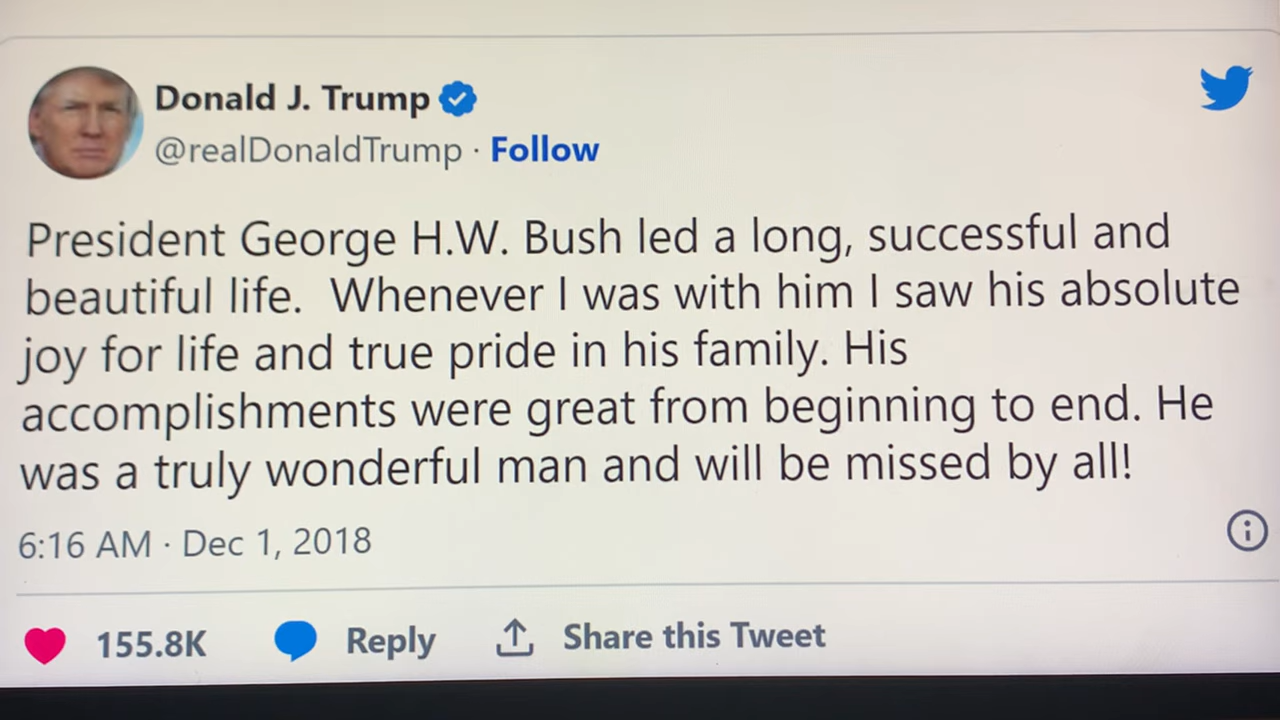 Donald J. Trump
@realDonaldTrump · Follow
President George H.W. Bush led a long, successful and
beautiful life.  Whenever I was with him I saw his absolute
joy for life and true pride in his family. His
accomplishments were great from beginning to end. He
was a truly wonderful man and will be missed by all!
6:16 AM · Dec 1, 2018
155.8K Reply Share this Tweet